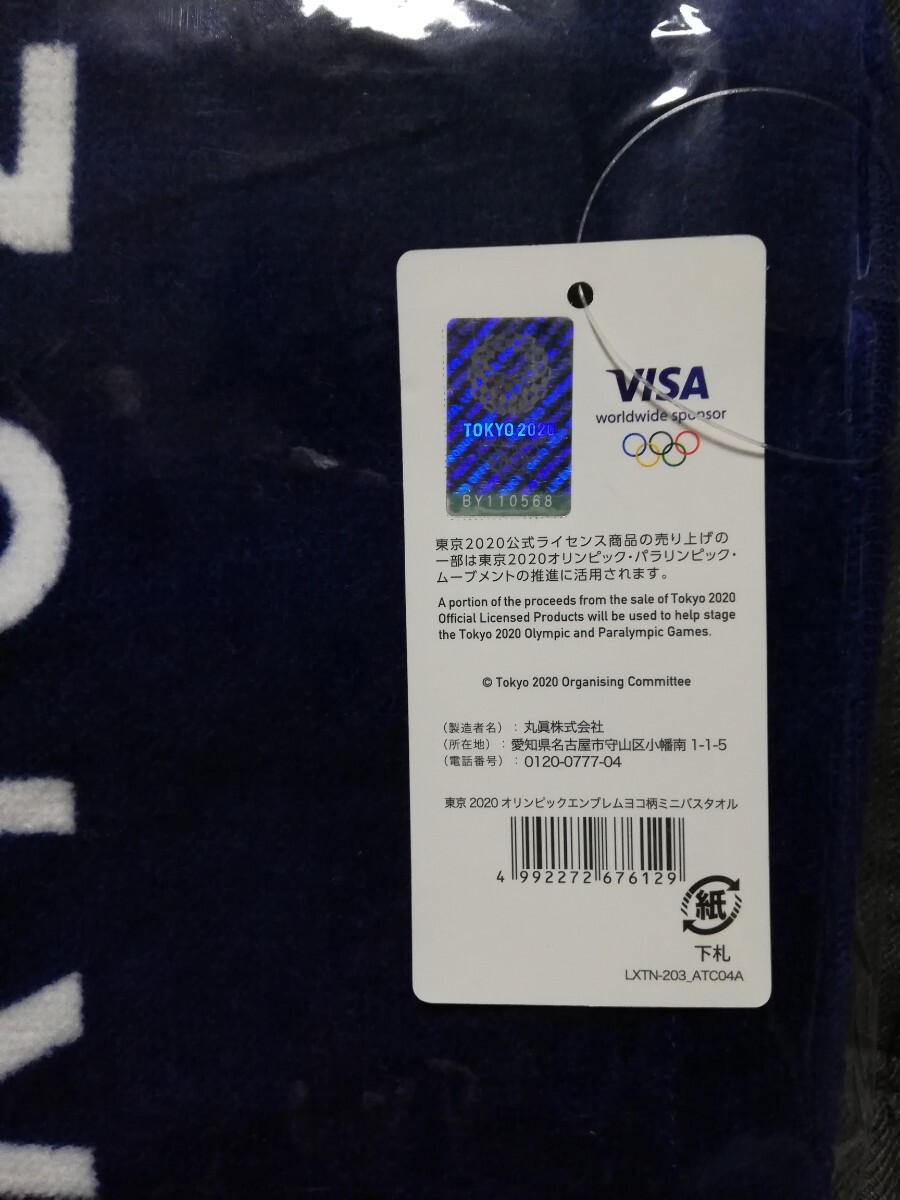 TOKYO 2020
BY110568
VISA
worldwide sponsor
東京2020公式ライセンス商品の売り上げの
一部は東京2020オリンピック・パラリンピック・
ムーブメントの推進に活用されます。
A portion of the proceeds from the sale of Tokyo 2020
Official Licensed Products will be used to help stage
the Tokyo 2020 Olympic and Paralympic Games.
© Tokyo 2020 Organising Committee
（製造者名）：丸眞株式会社
（所在地）：愛知県名古屋市守山区小幡南 1-1-5
（電話番号）：0120-0777-04
東京 2020 オリンピックエンブレムヨコ柄ミニバスタオル
4 992272 676129
紙
下札
LXTN-203_ATC04A